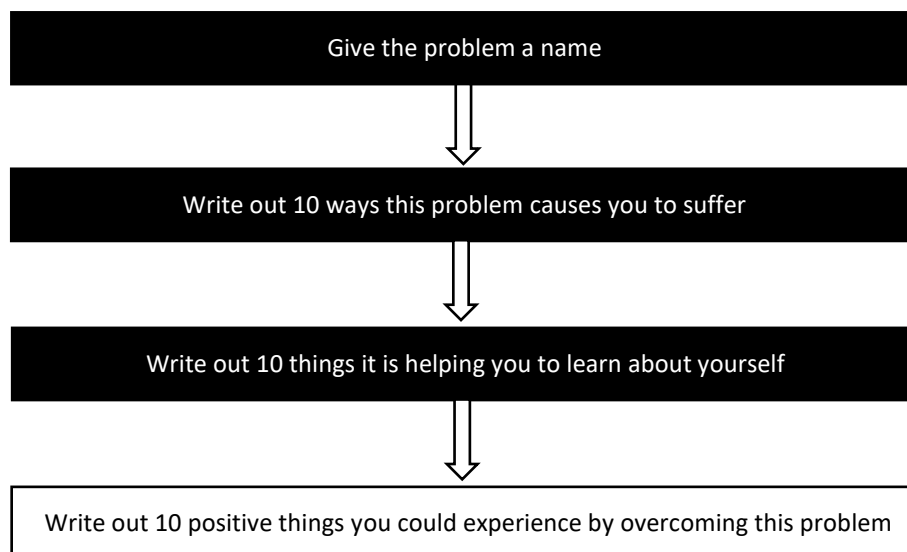 Give the problem a name
Write out 10 ways this problem causes you to suffer
Write out 10 things it is helping you to learn about yourself
Write out 10 positive things you could experience by overcoming this problem